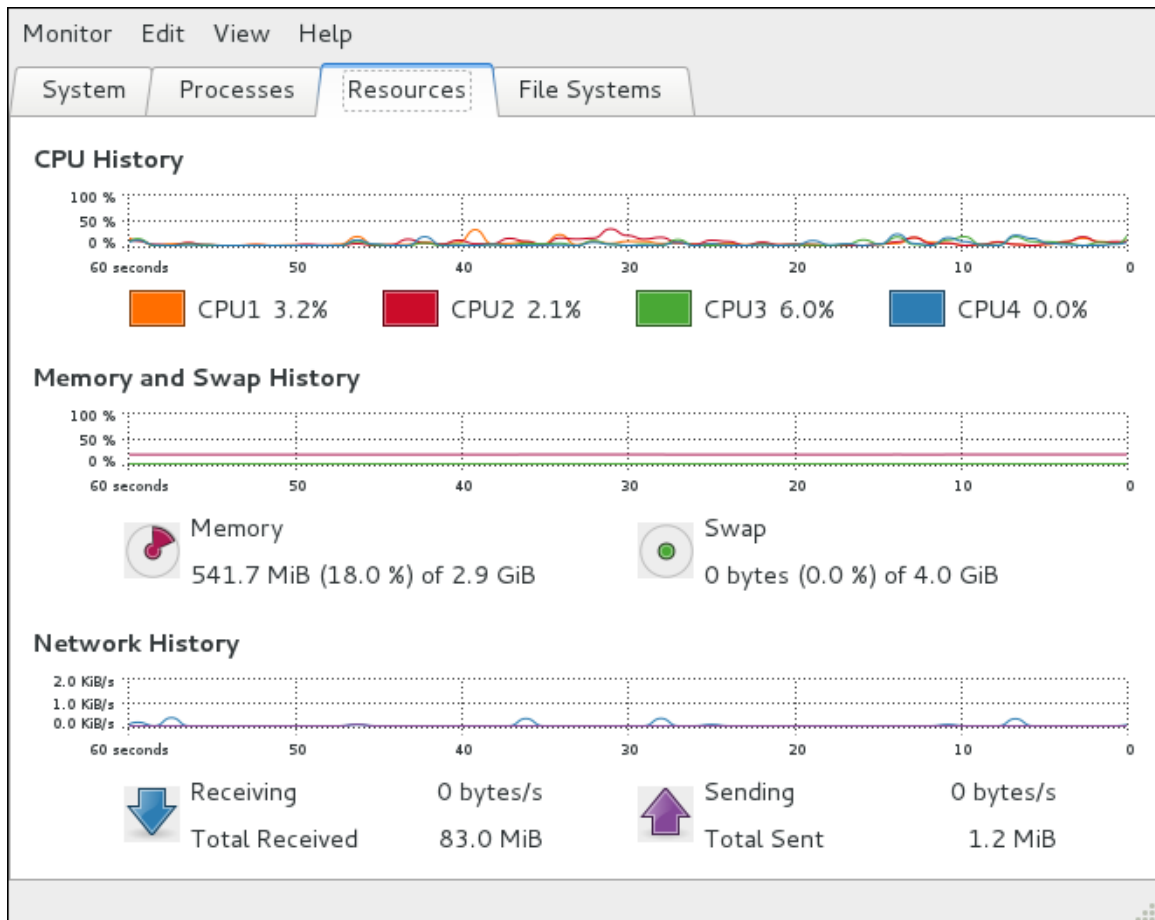 Monitor Edit View Help
System Processes Resources File Systems
CPU History
100 %
50 %
0 %
60 seconds 50 40 30 20 10 0
CPU1 3.2% CPU2 2.1% CPU3 6.0% CPU4 0.0%
Memory and Swap History
100 %
50 %
0 %
60 seconds 50 40 30 20 10 0
Memory Swap
541.7 MiB (18.0 %) of 2.9 GiB 0 bytes (0.0 %) of 4.0 GiB
Network History
2.0 KiB/s
1.0 KiB/s
0.0 KiB/s
60 seconds 50 40 30 20 10 0
Receiving 0 bytes/s Sending 0 bytes/s
Total Received 83.0 MiB Total Sent 1.2 MiB